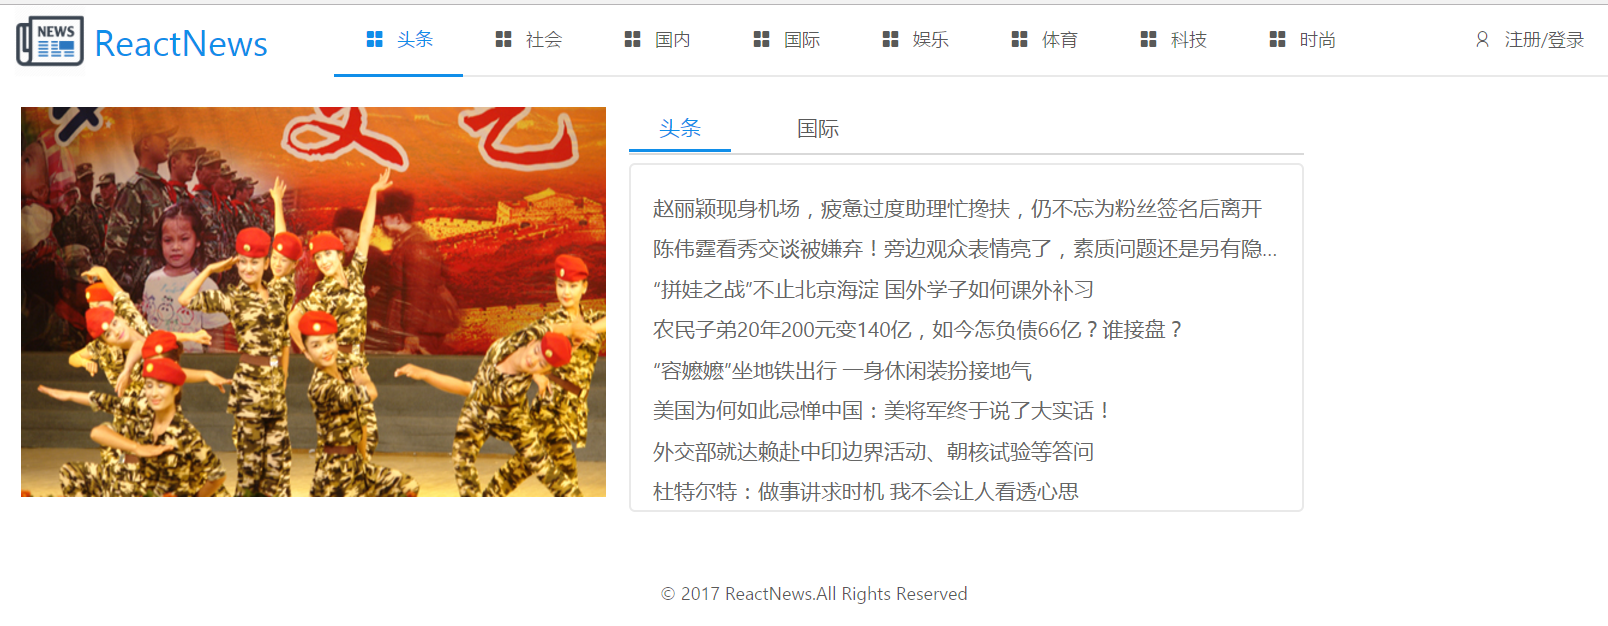 NEWS
ReactNews
头条 社会 国内 国际 娱乐 体育 科技 时尚 注册/登录
头条 国际
赵丽颖现身机场，疲惫过度助理忙搀扶，仍不忘为粉丝签名后离开
陈伟霆看秀交谈被嫌弃！旁边观众表情亮了，素质问题还是另有隐...
“拼娃之战”不止北京海淀 国外学子如何课外补习
农民子弟20年200元变140亿，如今怎负债66亿？谁接盘？
“容嬷嬷”坐地铁出行 一身休闲装扮接地气
美国为何如此忌惮中国：美将军终于说了大实话！
外交部就达赖赴中印边界活动、朝核试验等答问
杜特尔特：做事讲求时机 我不会让人看透心思
© 2017 ReactNews.All Rights Reserved